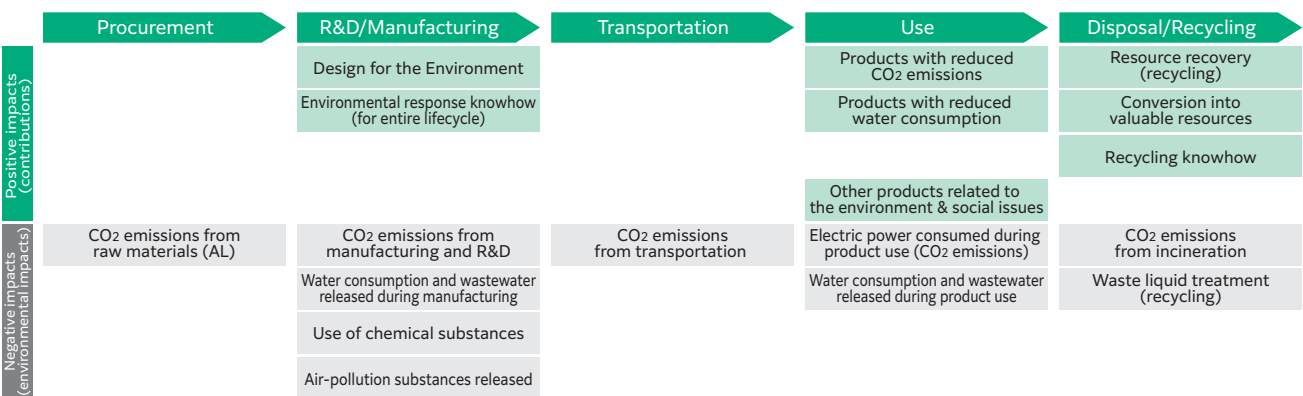 Procurement
R&D/Manufacturing
Transportation
Use
Disposal/Recycling
Positive impacts
(contributions)
Design for the Environment
Environmental response knowhow
(for entire lifecycle)
Products with reduced
CO2 emissions
Products with reduced
water consumption
Other products related to
the environment & social issues
Resource recovery
(recycling)
Conversion into
valuable resources
Recycling knowhow
Negative impacts
(environmental impacts)
CO2 emissions from
raw materials (AL)
CO2 emissions from
manufacturing and R&D
Water consumption and wastewater
released during manufacturing
Use of chemical substances
Air-pollution substances released
CO2 emissions
from transportation
Electric power consumed during
product use (CO2 emissions)
Water consumption and wastewater
released during product use
CO2 emissions
from incineration
Waste liquid treatment
(recycling)